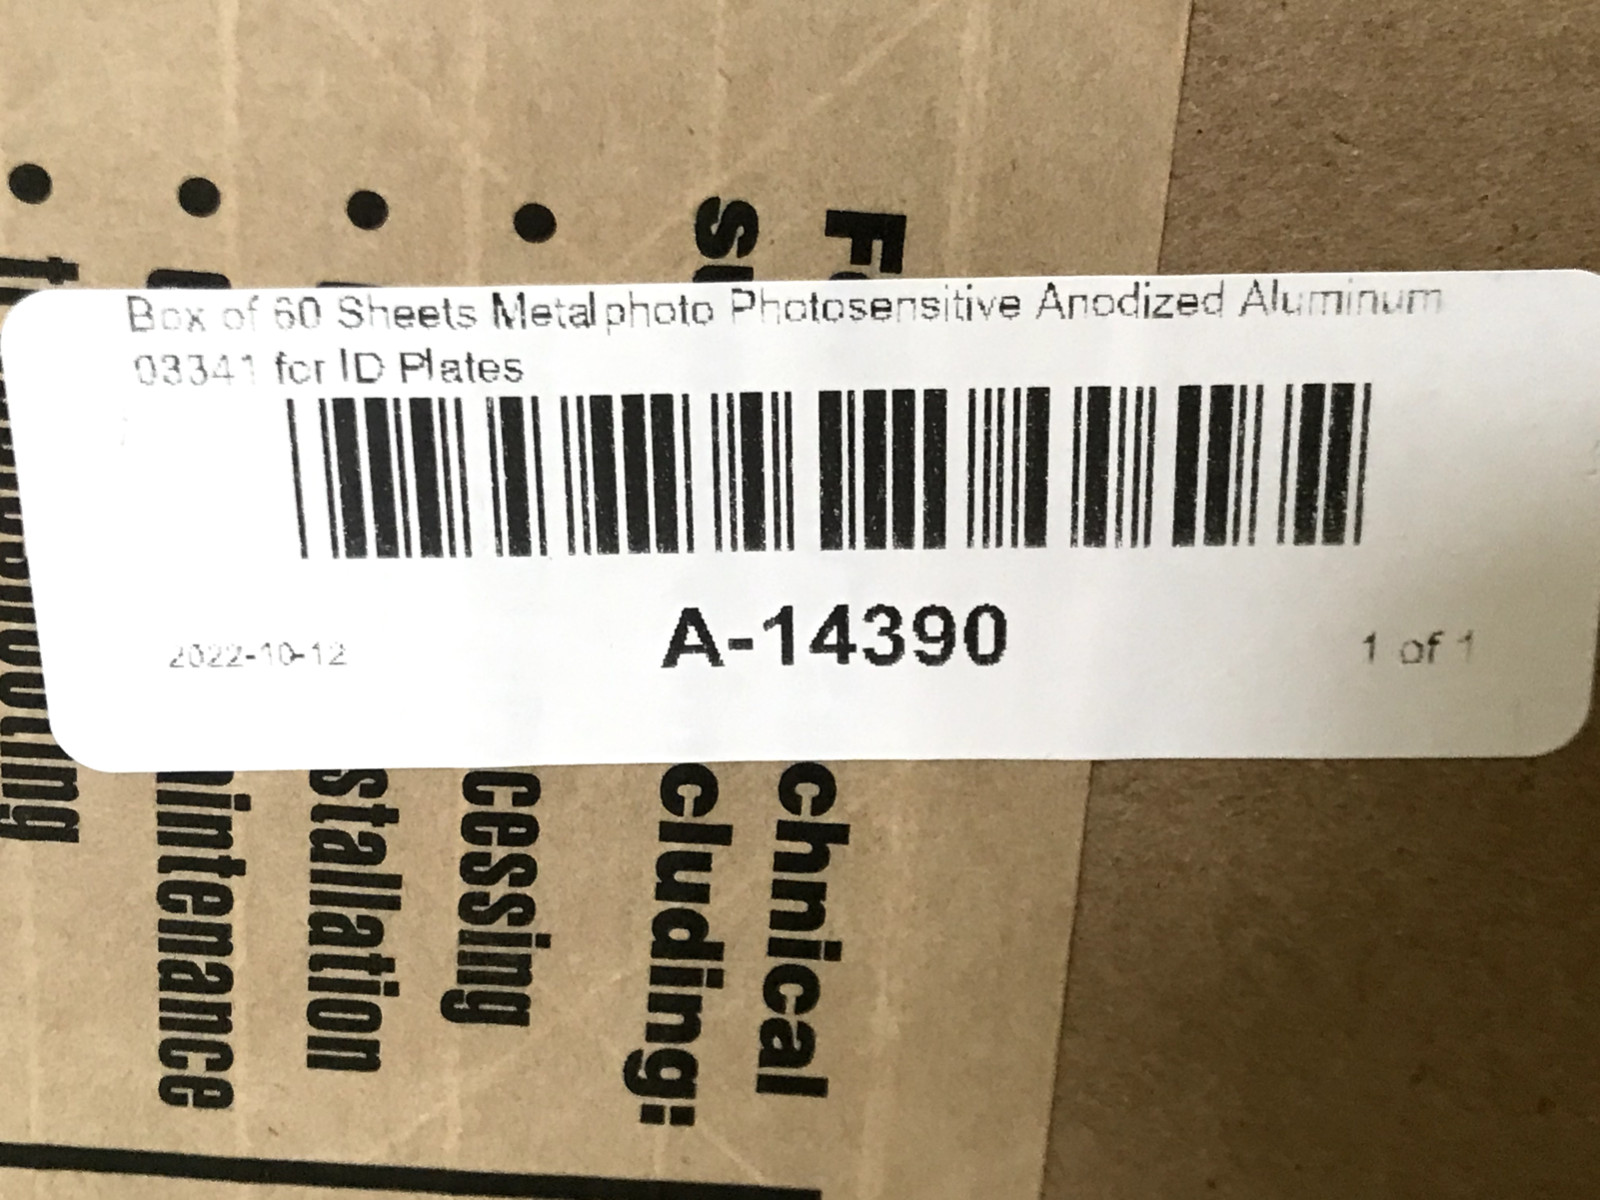 Box of 60 Sheets Metalphoto Photosensitive Anodized Aluminum
03341 for ID Plates
A-14390
2022-10-12
1 of 1
chnical
cluding:
cessing
stallation
intenance